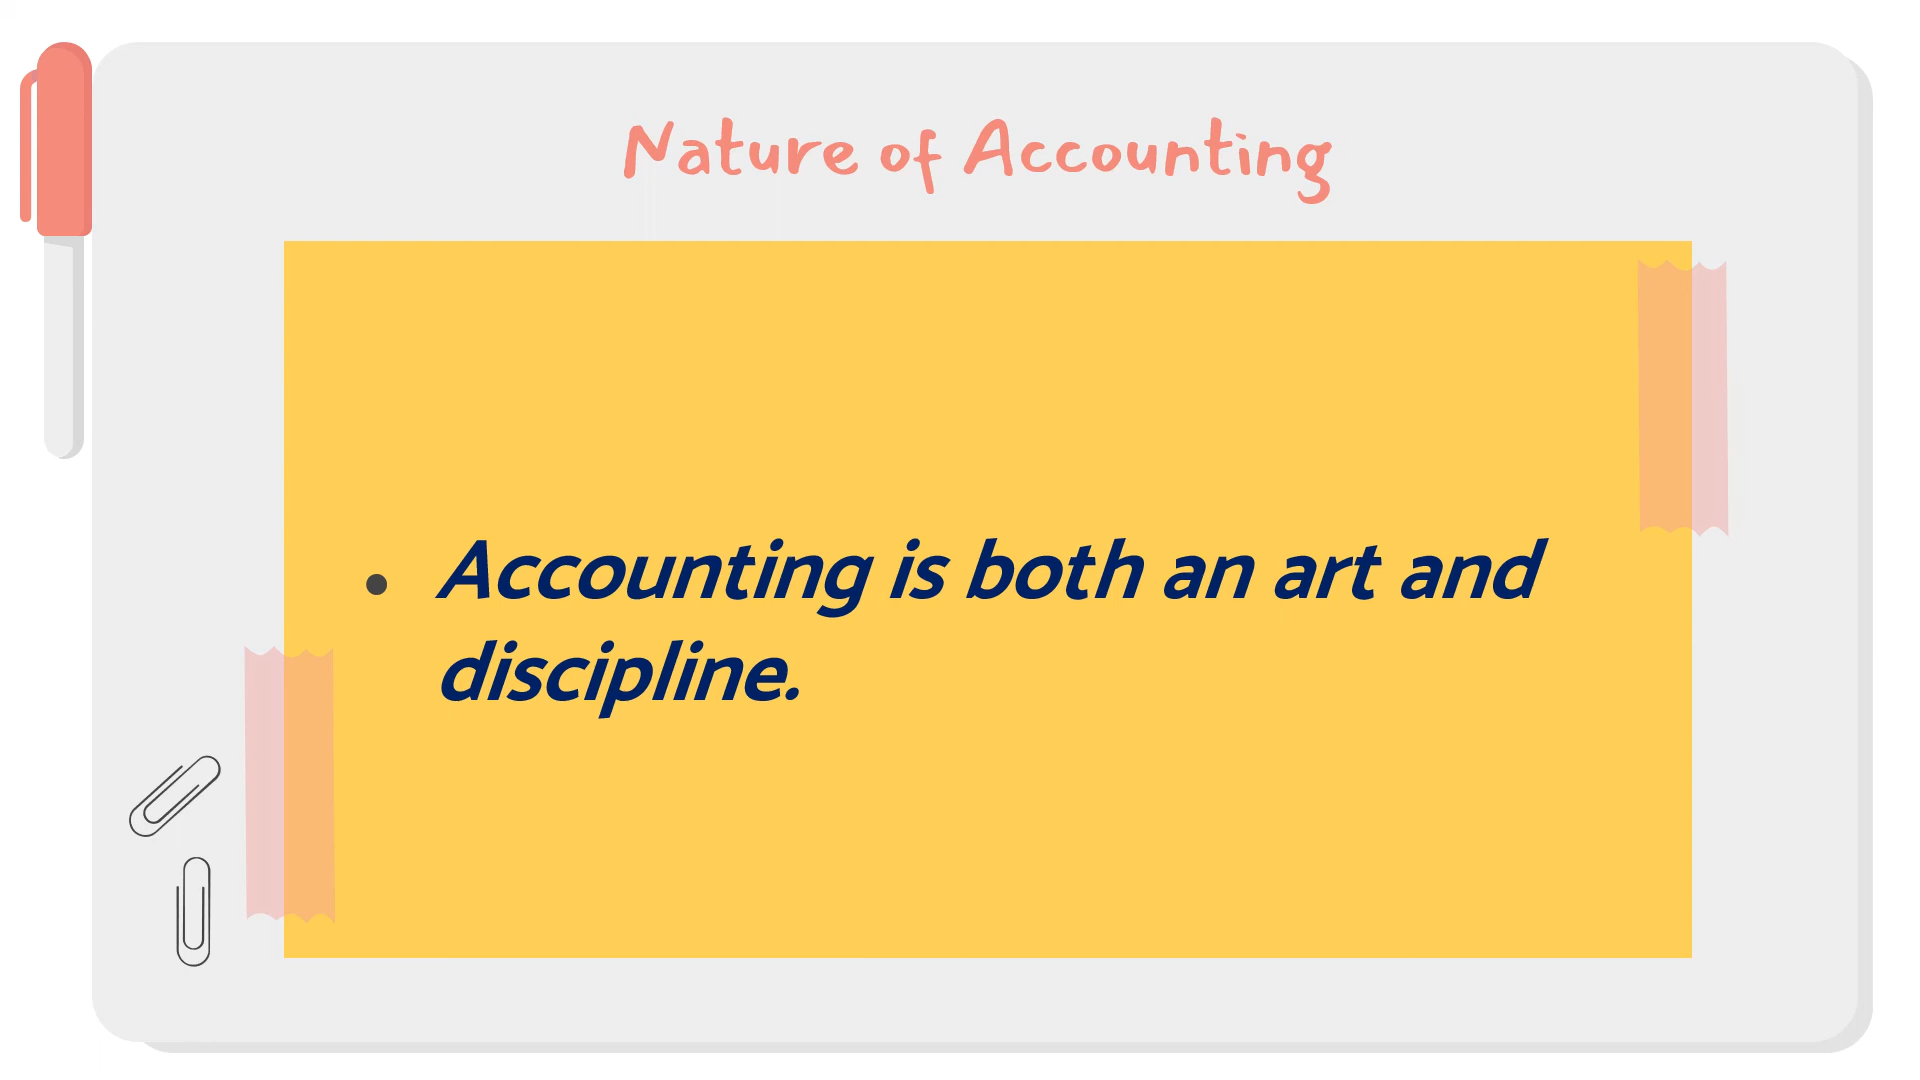 Nature of Accounting
• Accounting is both an art and
discipline.